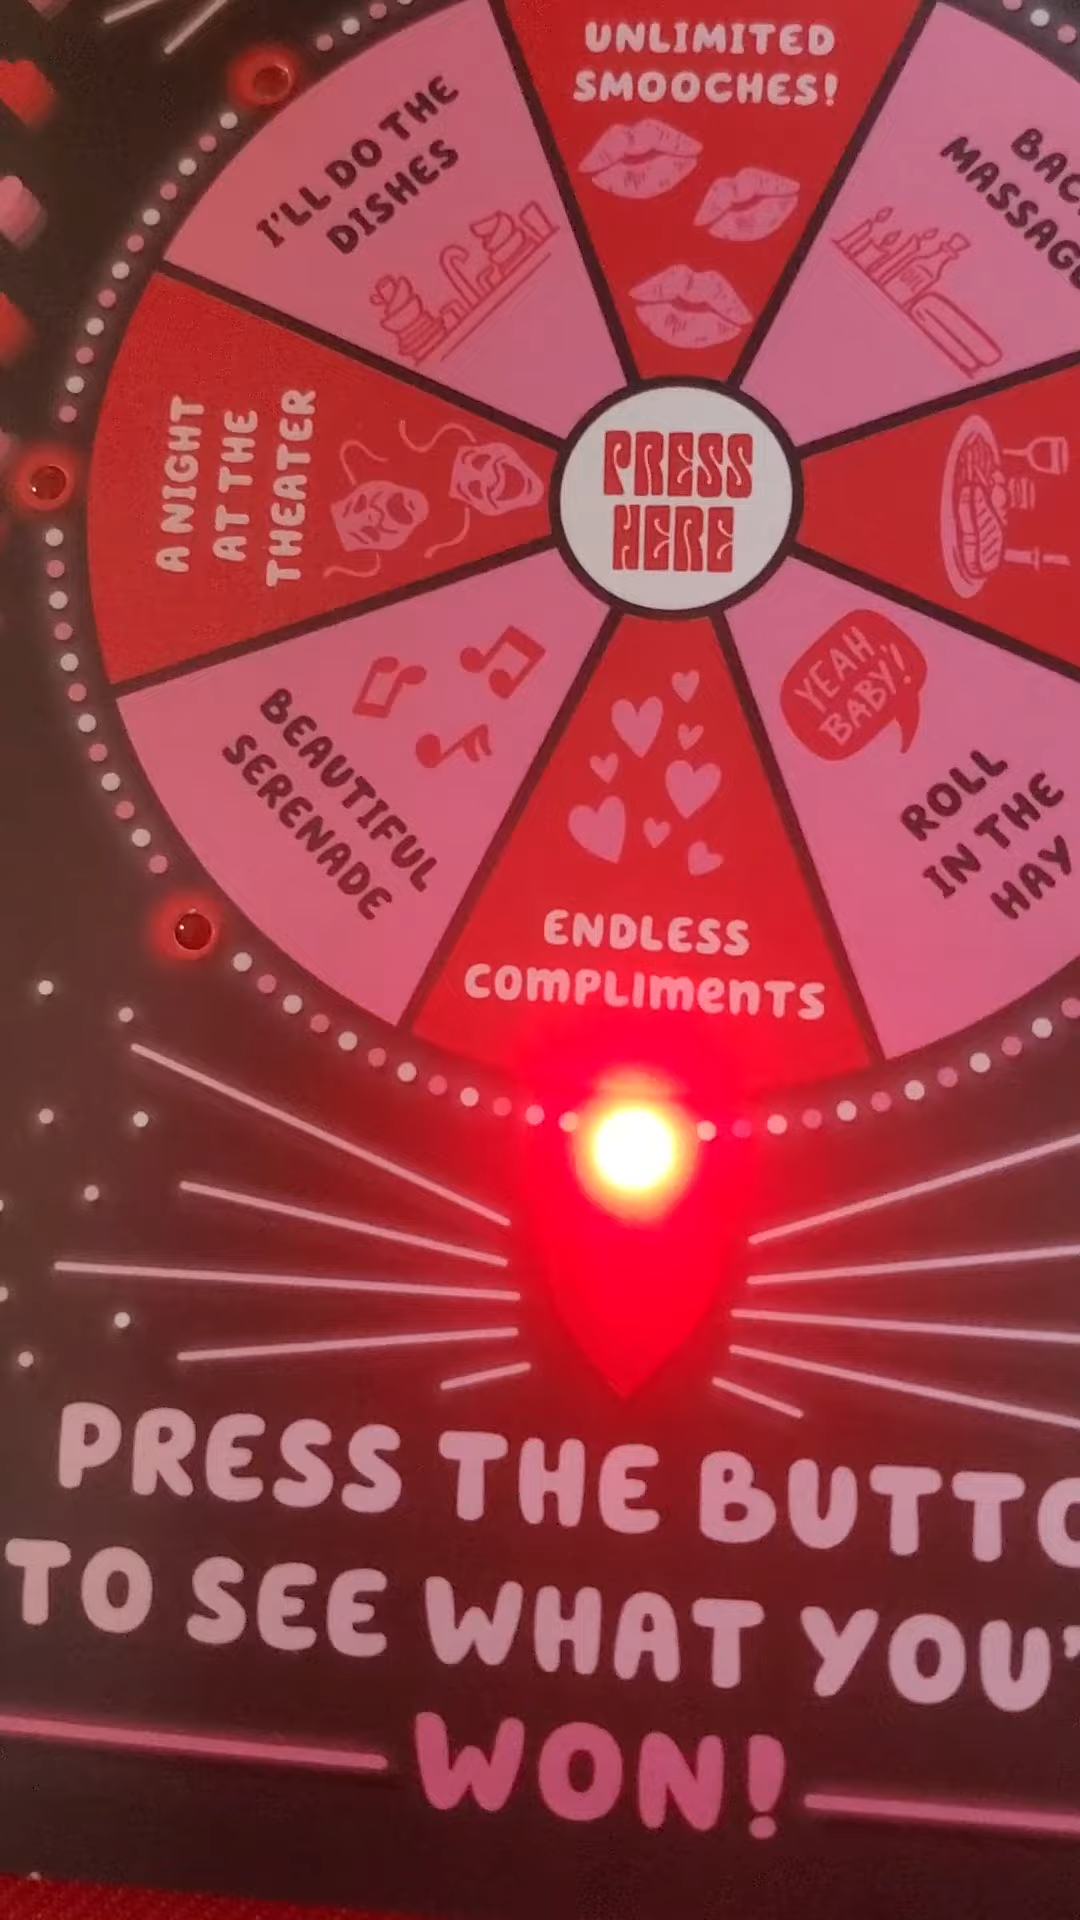 UNLIMITED
SMOOCHES!
I'LL DO THE
DISHES
A NIGHT
AT THE
THEATER
PRESS
HERE
YEAH,
BABY!
BEAUTIFUL
SERENADE
ROLL
IN THE
HAY
ENDLESS
COMPLIMENTS
PRESS THE
TO SEE WHAT
WON!